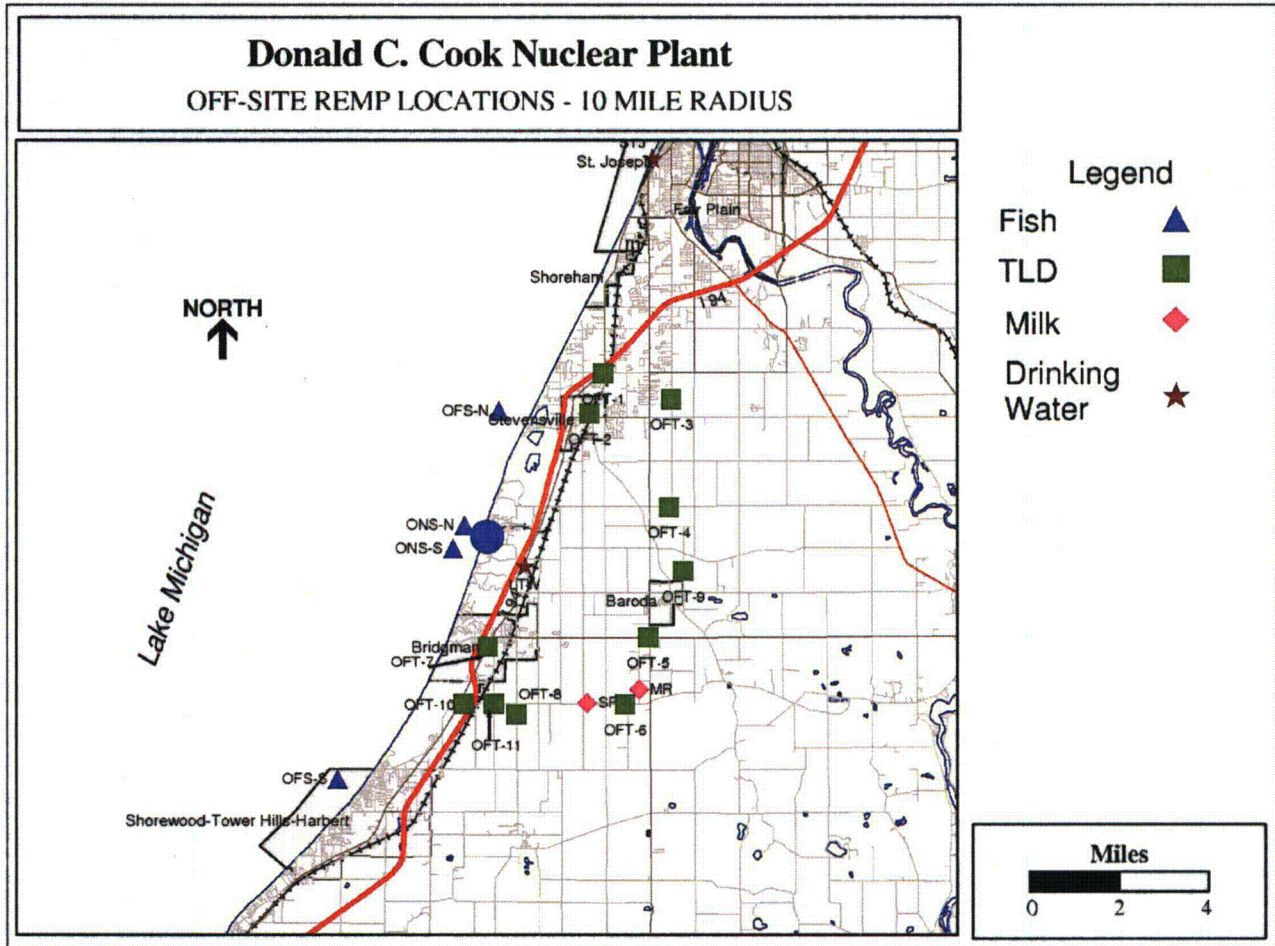 Donald C. Cook Nuclear Plant
OFF-SITE REMP LOCATIONS - 10 MILE RADIUS
St. Joseph
Fair Plain
Shoreham
I 94
NORTH
OFT-1
OFS-N
Stevensville
OFT-2
OFT-3
ONS-N
ONS-S
OFT-4
Lake Michigan
Baroda
OFT-9
Bridgman
OFT-7
OFT-5
MR
OFT-8
OFT-10
OFT-6
OFT-11
OFS-S
Shorewood-Tower Hills-Harbert
Legend
Fish
TLD
Milk
Drinking
Water
Miles
0 2 4